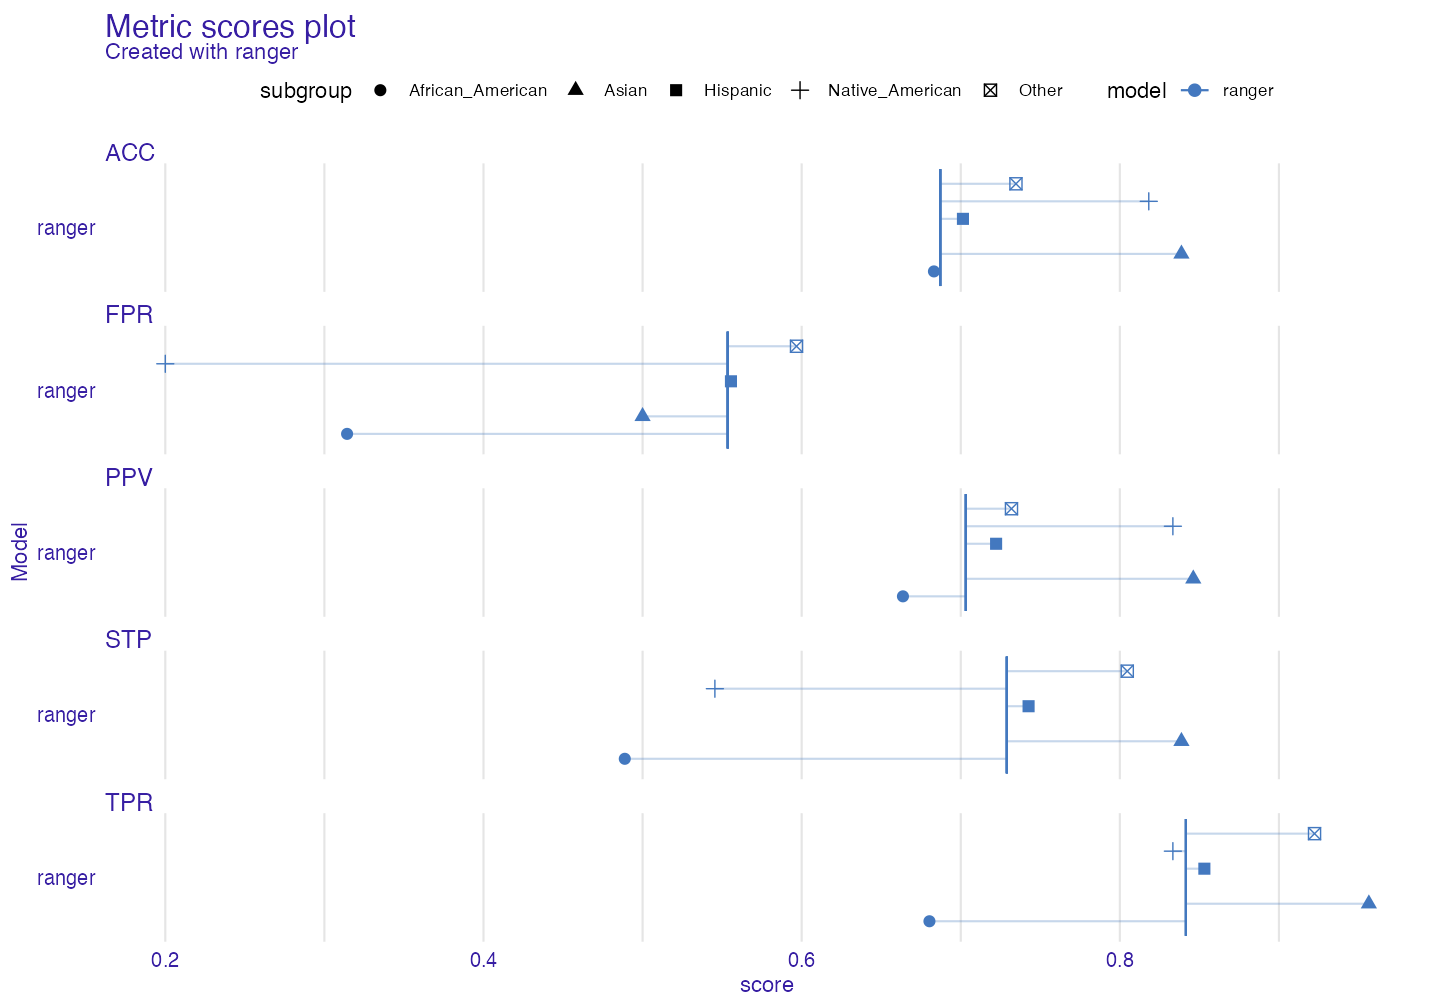 Metric scores plot
Created with ranger
subgroup African_American Asian Hispanic Native_American Other model ranger
ACC
ranger
FPR
ranger
PPV
ranger
Model
STP
ranger
TPR
ranger
0.2 0.4 0.6 0.8
score